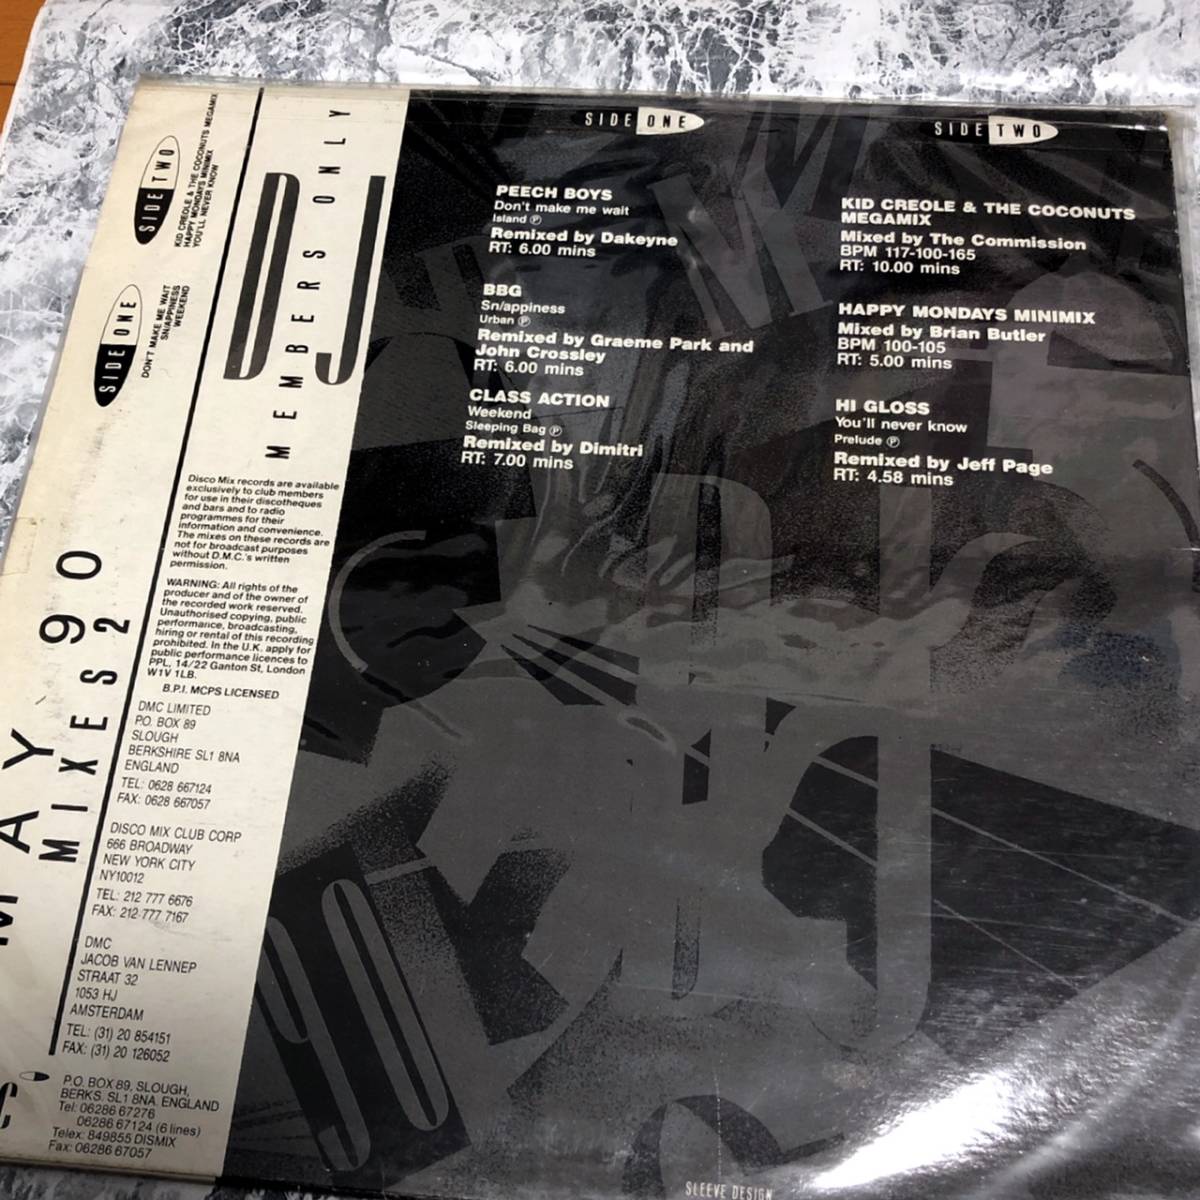 SIDE TWO
KID CREOLE & THE COCONUTS MEGAMIX
HAPPY MONDAYS MINIMIX
YOU'LL NEVER KNOW
SIDE ONE
DON'T MAKE ME WAIT
SN/APPINESS
WEEKEND
DJ
MEMBERS ONLY
Disco Mix records are available
exclusively to club members
for use in their discotheques
and bars and to radio
programmes for their
information and convenience.
The mixes on these records are
not for broadcast purposes
without D.M.C.'s written
permission.
WARNING: All rights of the
producer and of the owner of
the recorded work reserved.
Unauthorised copying, public
performance, broadcasting,
hiring or rental of this recording
prohibited. In the U.K. apply for
public performance licences to
PPL, 14/22 Ganton St, London
W1V 1LB.
B.P.I. MCPS LICENSED
MAY 90
MIXES 2
DMC LIMITED
P.O. BOX 89
SLOUGH
BERKSHIRE SL1 8NA
ENGLAND
TEL: 0628 667124
FAX: 0628 667057
DISCO MIX CLUB CORP
666 BROADWAY
NEW YORK CITY
NY10012
TEL: 212 777 6676
FAX: 212 777 7167
DMC
JACOB VAN LENNEP
STRAAT 32
1053 HJ
AMSTERDAM
TEL: (31) 20 854151
FAX: (31) 20 126052
P.O. BOX 89, SLOUGH,
BERKS. SL1 8NA. ENGLAND
Tel: 06286 67276
06286 67124 (6 lines)
Telex: 849855 DISMIX
Fax: 06286 67057
SIDE ONE
PEECH BOYS
Don't make me wait
Island Ⓟ
Remixed by Dakeyne
RT: 6.00 mins
BBG
Sn/appiness
Urban Ⓟ
Remixed by Graeme Park and
John Crossley
RT: 6.00 mins
CLASS ACTION
Weekend
Sleeping Bag Ⓟ
Remixed by Dimitri
RT: 7.00 mins
SIDE TWO
KID CREOLE & THE COCONUTS
MEGAMIX
Mixed by The Commission
BPM 117-100-165
RT: 10.00 mins
HAPPY MONDAYS MINIMIX
Mixed by Brian Butler
BPM 100-105
RT: 5.00 mins
HI GLOSS
You'll never know
Prelude Ⓟ
Remixed by Jeff Page
RT: 4.58 mins
SLEEVE DESIGN